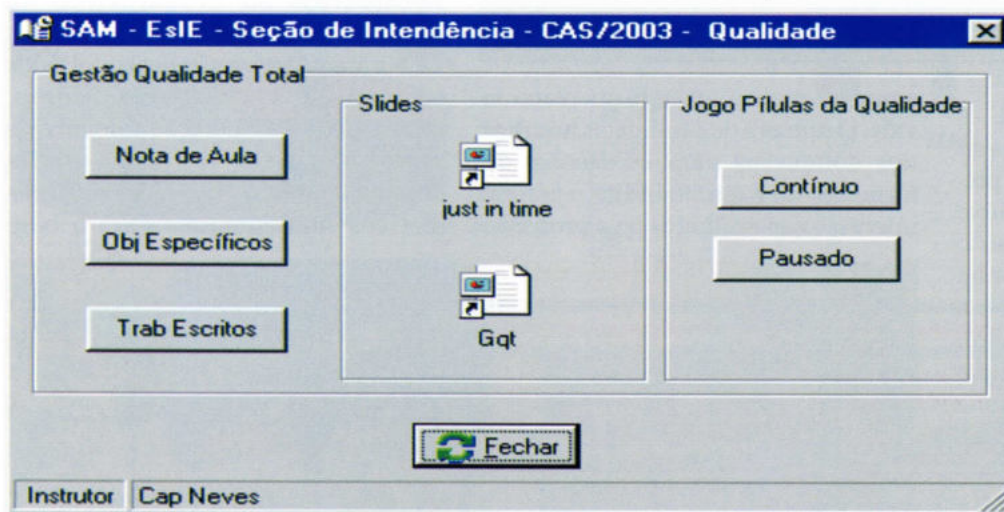 SAM - EsIE - Seção de Intendência - CAS/2003 - Qualidade
Gestão Qualidade Total
Nota de Aula
Obj Específicos
Trab Escritos
Slides
just in time
Gqt
Jogo Pílulas da Qualidade
Contínuo
Pausado
Fechar
Instrutor Cap Neves